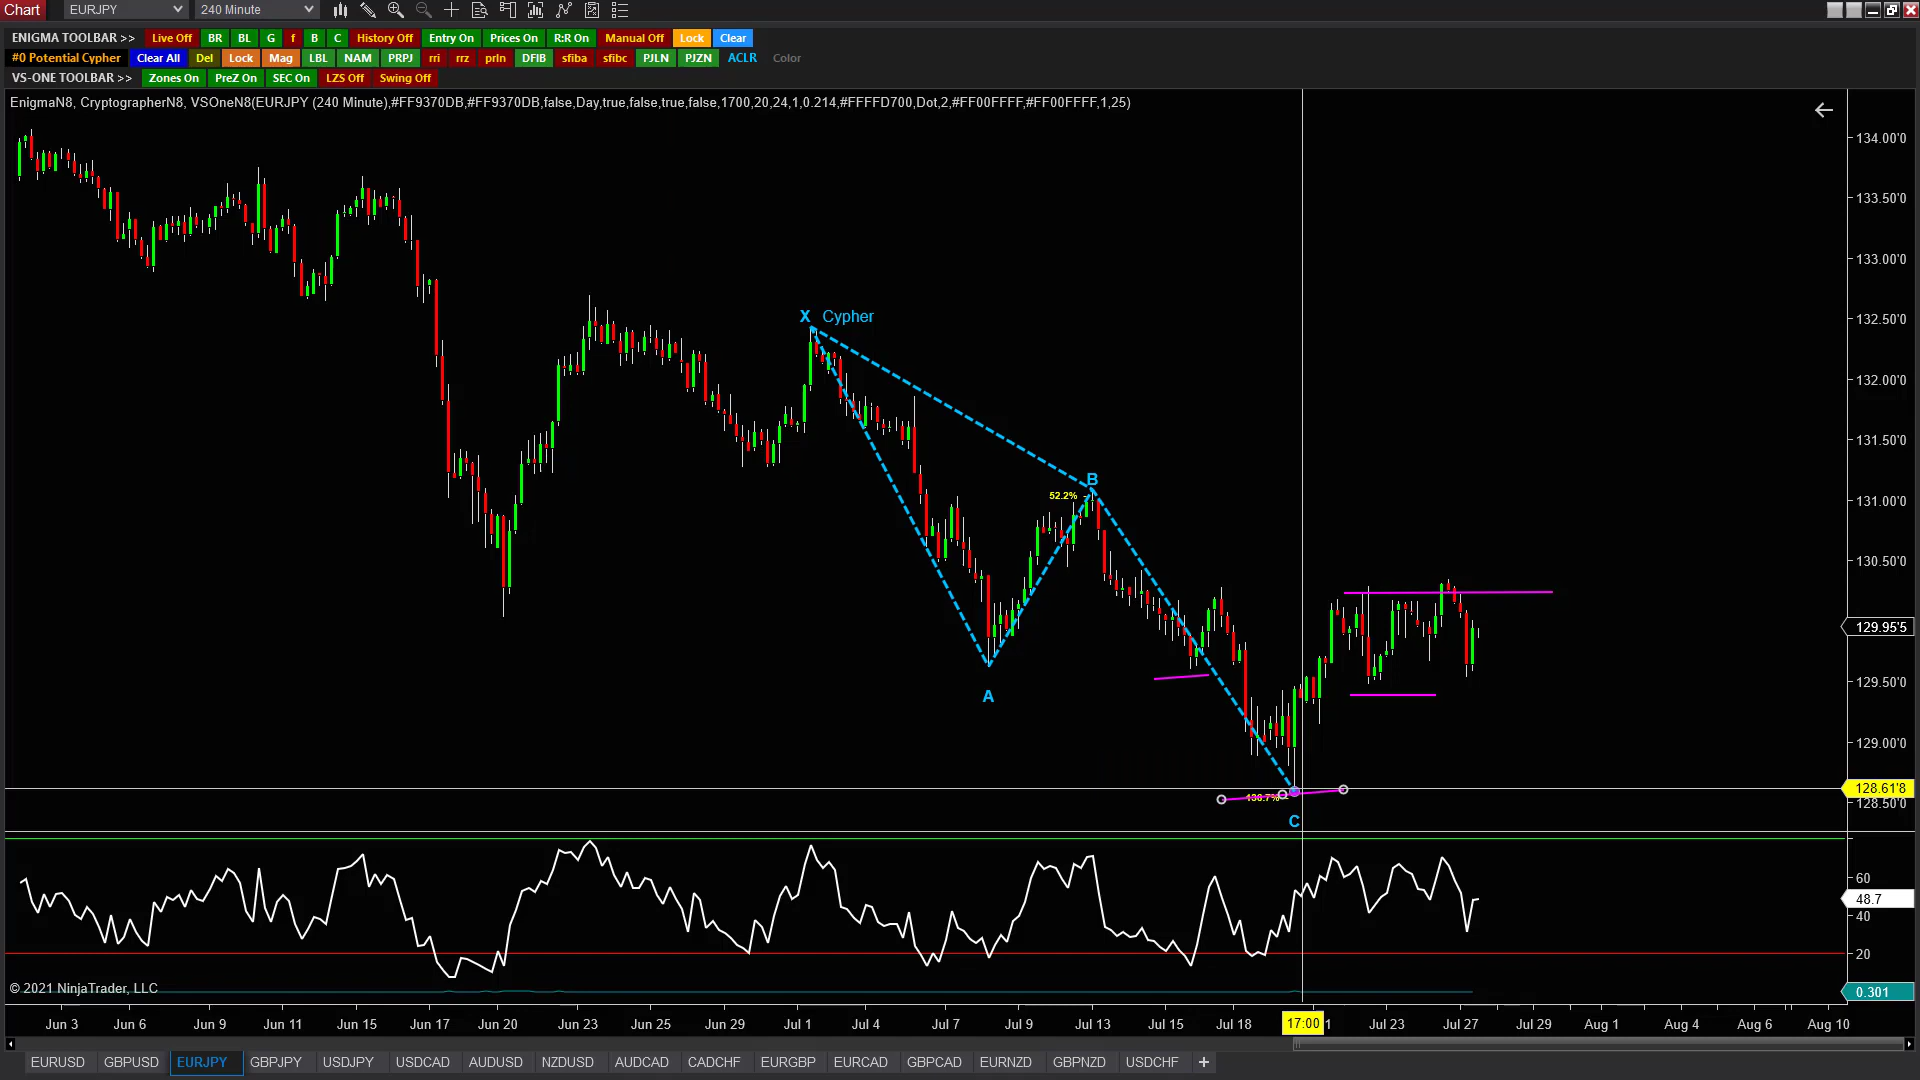 Chart EURJPY 240 Minute
ENIGMA TOOLBAR >> Live Off BR BL G f B C History Off Entry On Prices On R:R On Manual Off Lock Clear
#0 Potential Cypher Clear All Del Lock Mag LBL NAM PRPJ rri rrz prln DFIB sfiba sfibc PJLN PJZN ACLR Color
VS-ONE TOOLBAR >> Zones On PreZ On SEC On LZS Off Swing Off
EnigmaN8, CryptographerN8, VSOneN8(EURJPY (240 Minute),#FF9370DB,#FF9370DB,false,Day,true,false,true,false,1700,20,24,1,0.214,#FFFFD700,Dot,2,#FF00FFFF,#FF00FFFF,1,25)
134.00'0
133.50'0
133.00'0
X Cypher
132.50'0
132.00'0
131.50'0
B
52.2%
131.00'0
130.50'0
129.95'5
129.50'0
A
129.00'0
128.61'8
128.50'0
C
60
48.7
40
20
© 2021 NinjaTrader, LLC
0.301
Jun 3 Jun 6 Jun 9 Jun 11 Jun 15 Jun 17 Jun 20 Jun 23 Jun 25 Jun 29 Jul 1 Jul 4 Jul 7 Jul 9 Jul 13 Jul 15 Jul 18 17:00 1 Jul 23 Jul 27 Jul 29 Aug 1 Aug 4 Aug 6 Aug 10
EURUSD GBPUSD EURJPY GBPJPY USDJPY USDCAD AUDUSD NZDUSD AUDCAD CADCHF EURGBP EURCAD GBPCAD EURNZD GBPNZD USDCHF +